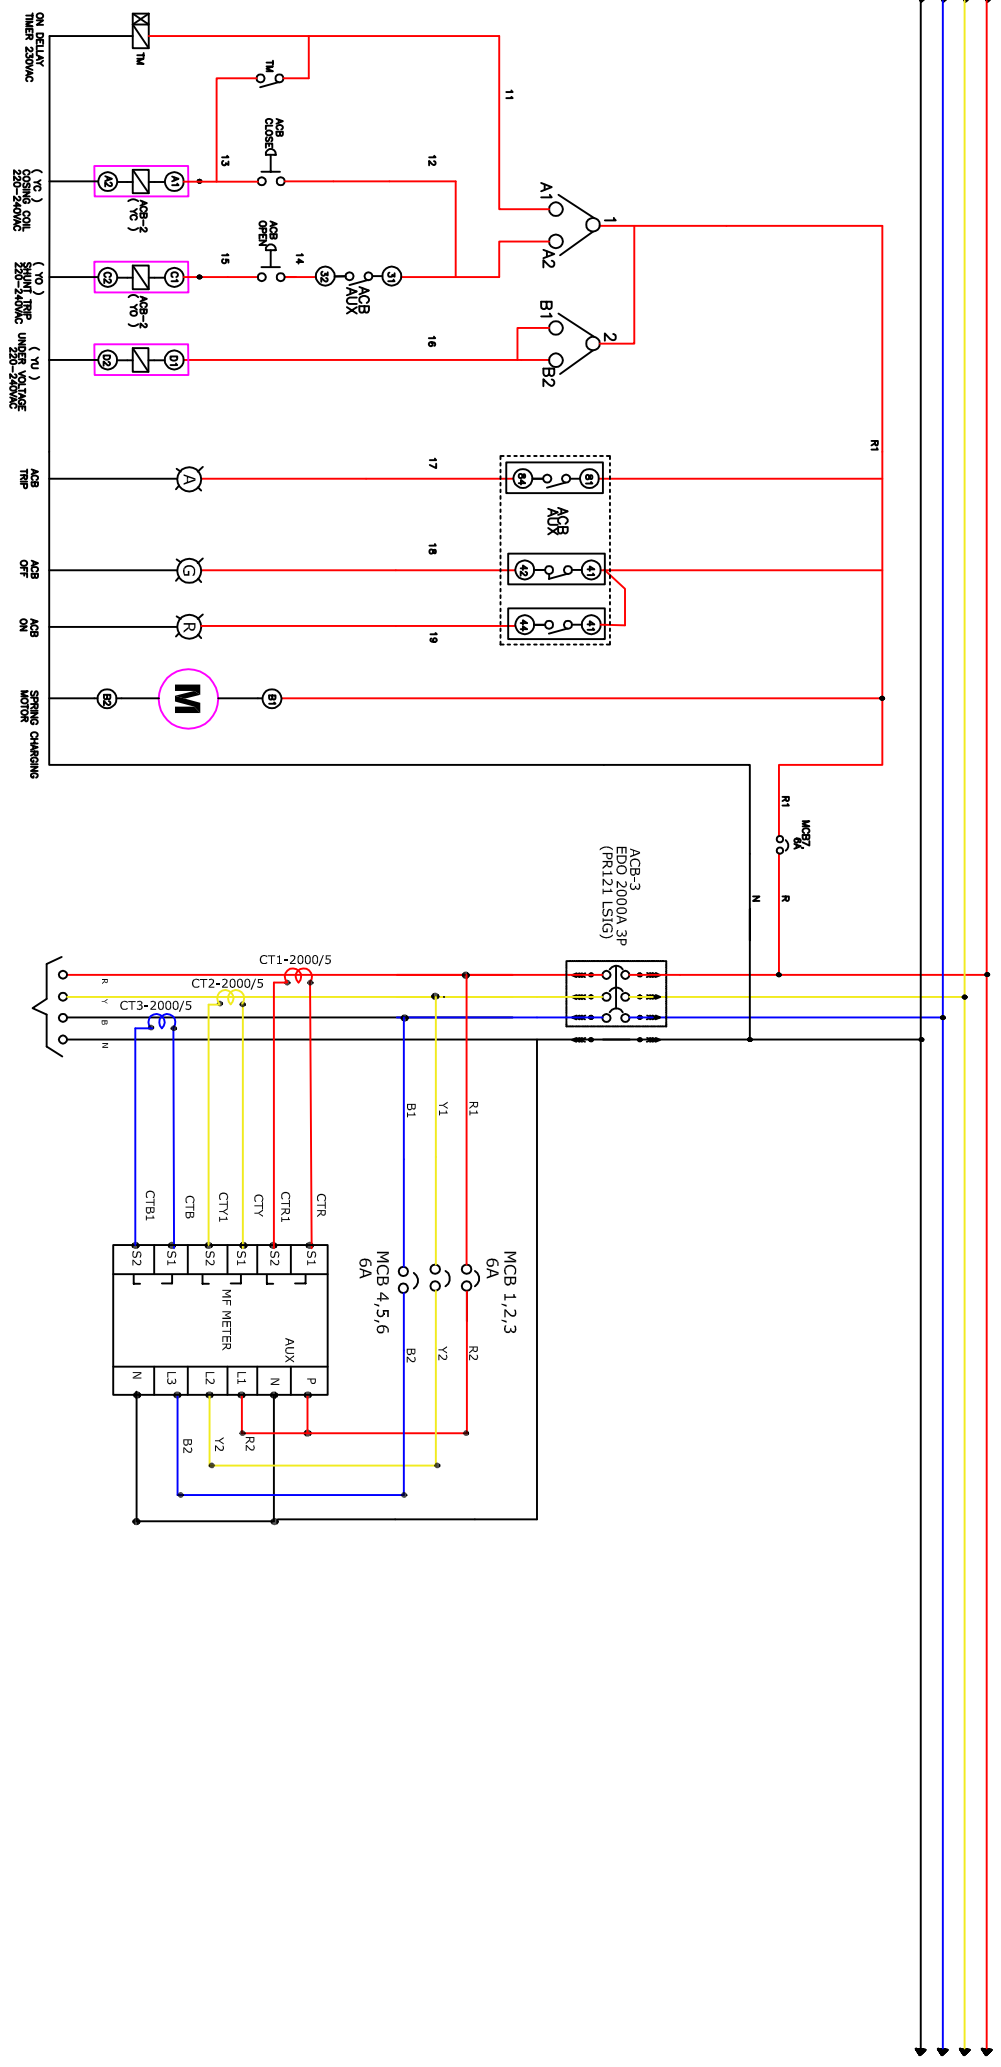 ON DELLAY
TIMER 230VAC
TM
TM
11
ACB
CLOSE
13
12
( YC )
COSING COIL
220-240VAC
A2
A1
ACB-2
( YC )
A1
1
A2
ACB
OPEN
15
14
32
31
ACB
AUX
( YO )
SHUNT TRIP
220-240VAC
C2
C1
ACB-2
( YO )
B1
2
B2
16
( YU )
UNDER VOLTAGE
220-240VAC
D2
D1
R1
ACB
TRIP
A
17
84
81
ACB
AUX
ACB
OFF
G
18
42
41
ACB
ON
R
19
44
41
SPRING CHARGING
MOTOR
B2
M
B1
R1
MCB7
6A
R
N
ACB-3
EDO 2000A 3P
(PR121 LSIG)
CT1-2000/5
CT2-2000/5
CT3-2000/5
R
Y
B
N
B1
Y1
R1
CTB1
CTB
CTY1
CTY
CTR1
CTR
S2
S1
S2
S1
S2
S1
MF METER
AUX
N
L3
L2
L1
N
P
MCB 4,5,6
6A
MCB 1,2,3
6A
B2
Y2
R2
B2
Y2
R2